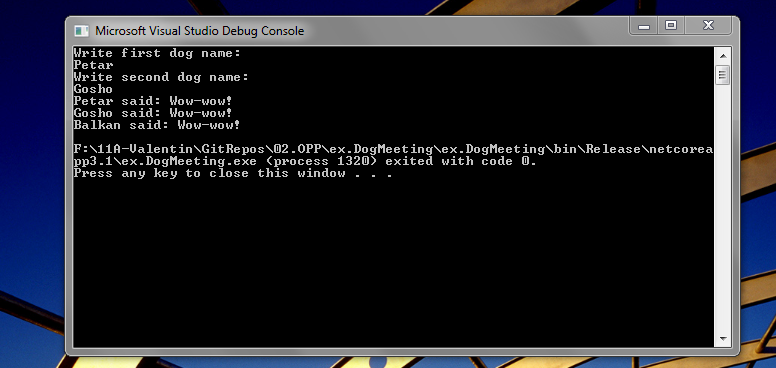 Microsoft Visual Studio Debug Console
Write first dog name:
Petar
Write second dog name:
Gosho
Petar said: Wow-wow!
Gosho said: Wow-wow!
Balkan said: Wow-wow!
F:\11A-Valentin\GitRepos\02.OPP\ex.DogMeeting\ex.DogMeeting\bin\Release\netcorea
pp3.1\ex.DogMeeting.exe (process 1320) exited with code 0.
Press any key to close this window . . .